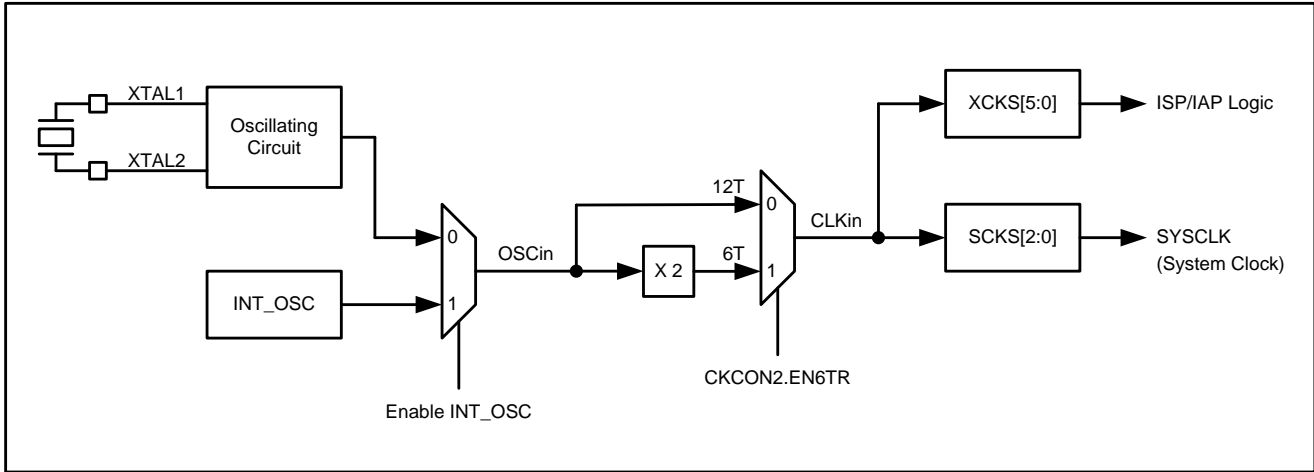 XTAL1
XTAL2
Oscillating
Circuit
INT_OSC
0
1
Enable INT_OSC
OSCin
12T
6T
X 2
0
1
CKCON2.EN6TR
CLKin
XCKS[5:0]
ISP/IAP Logic
SCKS[2:0]
SYSCLK
(System Clock)